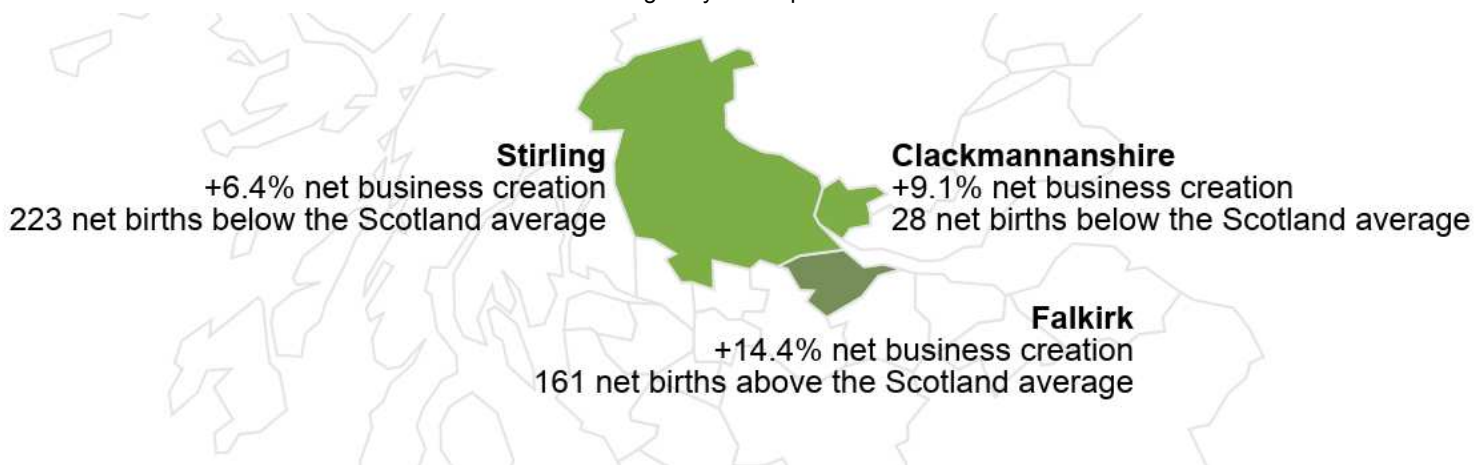 Stirling
+6.4% net business creation
223 net births below the Scotland average
Clackmannanshire
+9.1% net business creation
28 net births below the Scotland average
Falkirk
+14.4% net business creation
161 net births above the Scotland average